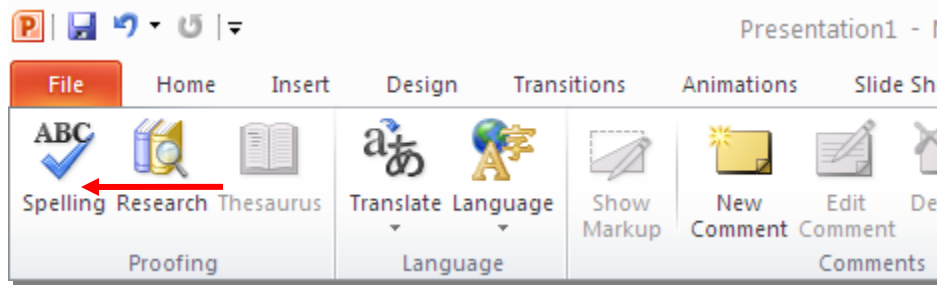 Presentation1 -
File Home Insert Design Transitions Animations Slide Sh
ABC
Spelling Research Thesaurus Translate Language Show Markup New Comment Edit Comment De
Proofing Language Comments